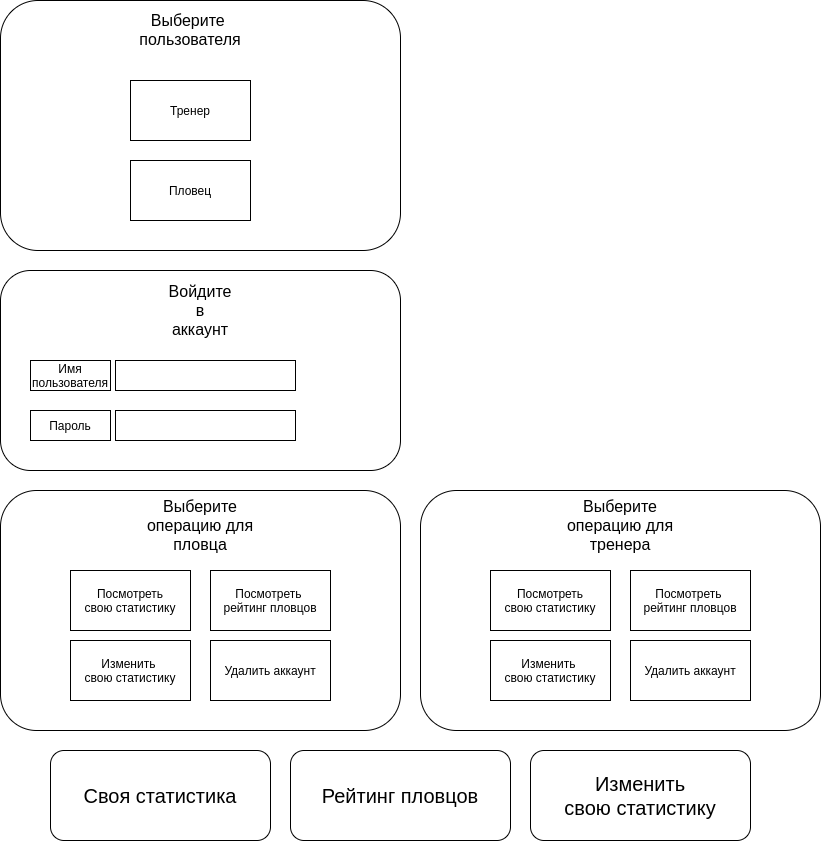 Выберите
пользователя
Тренер
Пловец
Войдите
в
аккаунт
Имя
пользователя
Пароль
Выберите
операцию для
пловца
Посмотреть
свою статистику
Посмотреть
рейтинг пловцов
Изменить
свою статистику
Удалить аккаунт
Выберите
операцию для
тренера
Посмотреть
свою статистику
Посмотреть
рейтинг пловцов
Изменить
свою статистику
Удалить аккаунт
Своя статистика
Рейтинг пловцов
Изменить
свою статистику